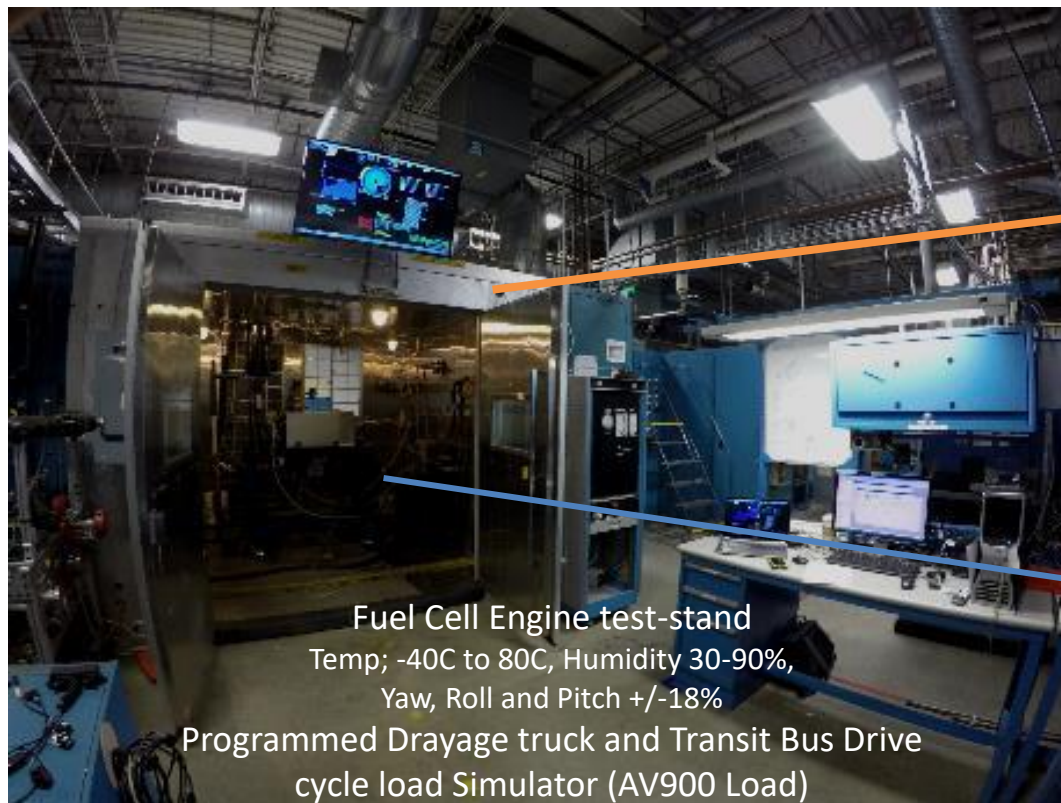 Fuel Cell Engine test-stand
Temp; -40C to 80C, Humidity 30-90%,
Yaw, Roll and Pitch +/-18%
Programmed Drayage truck and Transit Bus Drive
cycle load Simulator (AV900 Load)